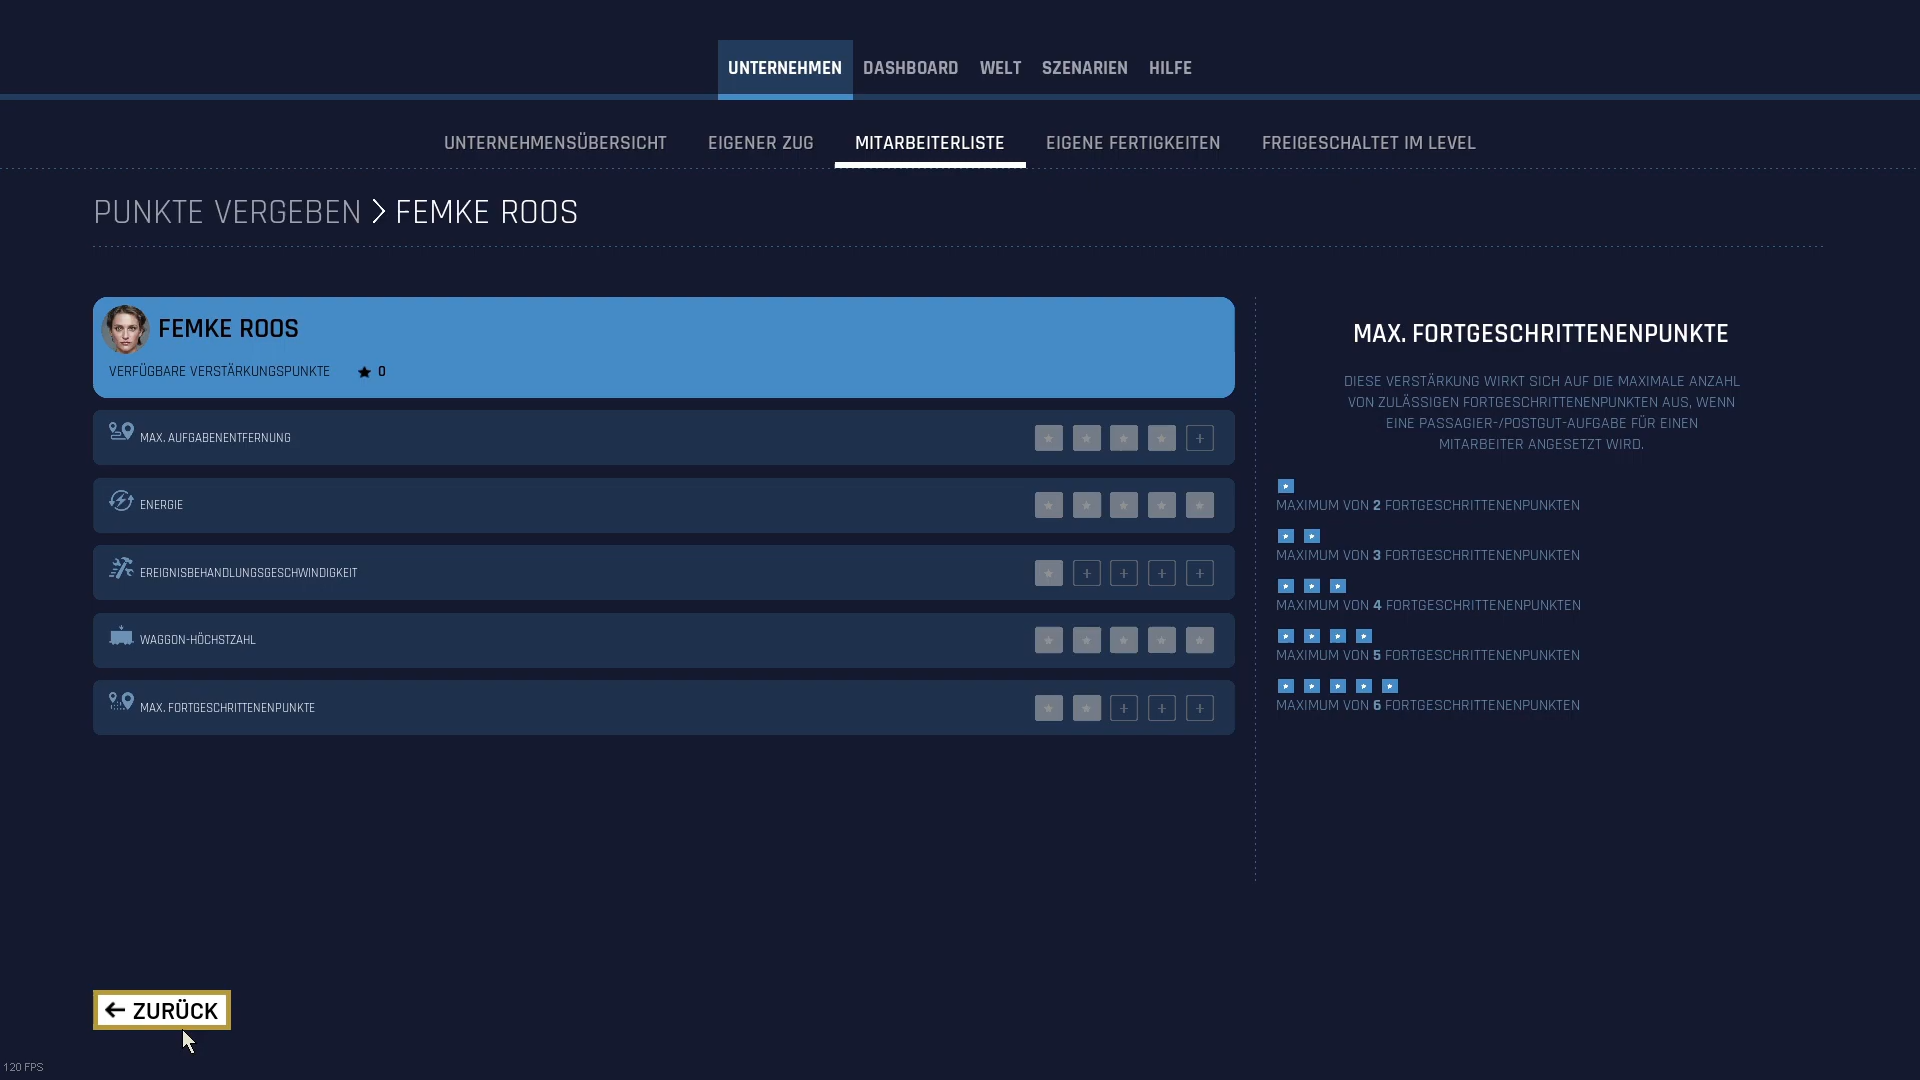 UNTERNEHMEN DASHBOARD WELT SZENARIEN HILFE
UNTERNEHMENSÜBERSICHT EIGENER ZUG MITARBEITERLISTE EIGENE FERTIGKEITEN FREIGESCHALTET IM LEVEL
PUNKTE VERGEBEN > FEMKE ROOS
FEMKE ROOS
VERFÜGBARE VERSTÄRKUNGSPUNKTE ★ 0
MAX. AUFGABENENTFERNUNG
ENERGIE
EREIGNISBEHANDLUNGSGESCHWINDIGKEIT
WAGGON-HÖCHSTZAHL
MAX. FORTGESCHRITTENENPUNKTE
MAX. FORTGESCHRITTENENPUNKTE
DIESE VERSTÄRKUNG WIRKT SICH AUF DIE MAXIMALE ANZAHL
VON ZULÄSSIGEN FORTGESCHRITTENENPUNKTEN AUS, WENN
EINE PASSAGIER-/POSTGUT-AUFGABE FÜR EINEN
MITARBEITER ANGESETZT WIRD.
MAXIMUM VON 2 FORTGESCHRITTENENPUNKTEN
MAXIMUM VON 3 FORTGESCHRITTENENPUNKTEN
MAXIMUM VON 4 FORTGESCHRITTENENPUNKTEN
MAXIMUM VON 5 FORTGESCHRITTENENPUNKTEN
MAXIMUM VON 6 FORTGESCHRITTENENPUNKTEN
← ZURÜCK
120 FPS